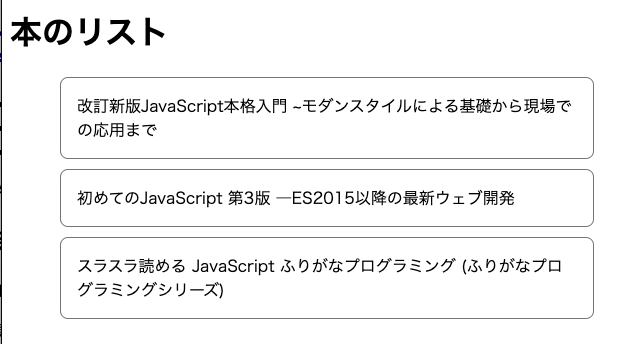 本のリスト
改訂新版JavaScript本格入門 ~モダンスタイルによる基礎から現場で
の応用まで
初めてのJavaScript 第3版 ―ES2015以降の最新ウェブ開発
スラスラ読める JavaScript ふりがなプログラミング (ふりがなプロ
グラミングシリーズ)